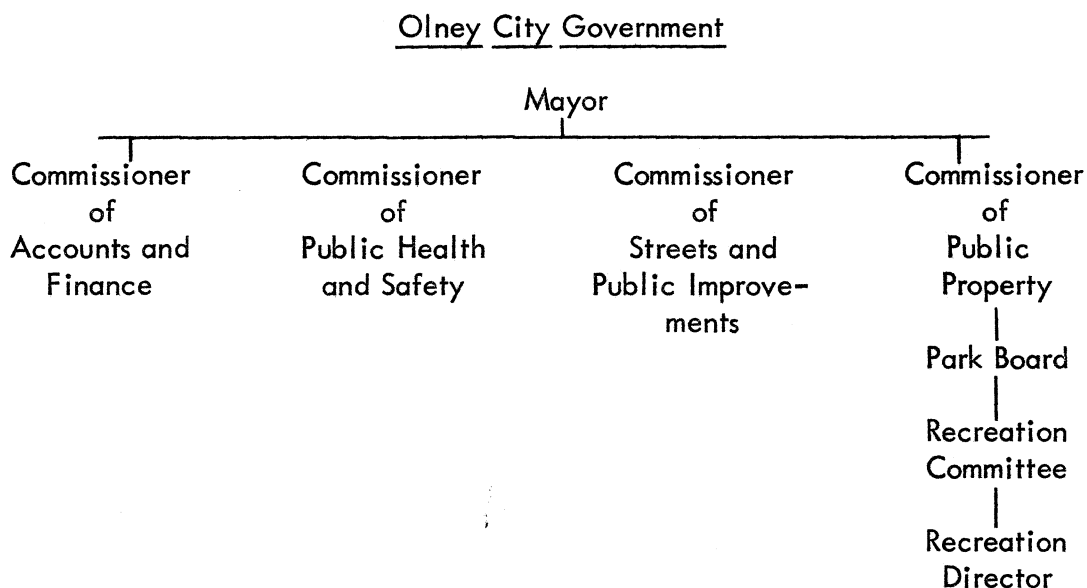 Olney City Government
Mayor
Commissioner
of
Accounts and
Finance
Commissioner
of
Public Health
and Safety
Commissioner
of
Streets and
Public Improve-
ments
Commissioner
of
Public
Property
Park Board
Recreation
Committee
Recreation
Director